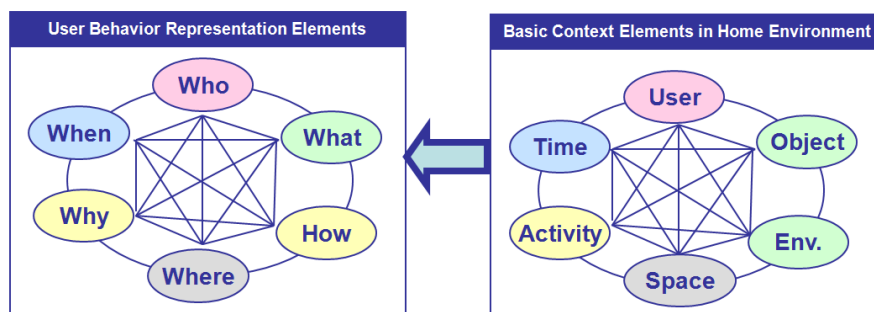 User Behavior Representation Elements
Who
When
What
Why
How
Where
Basic Context Elements in Home Environment
User
Time
Object
Activity
Env.
Space